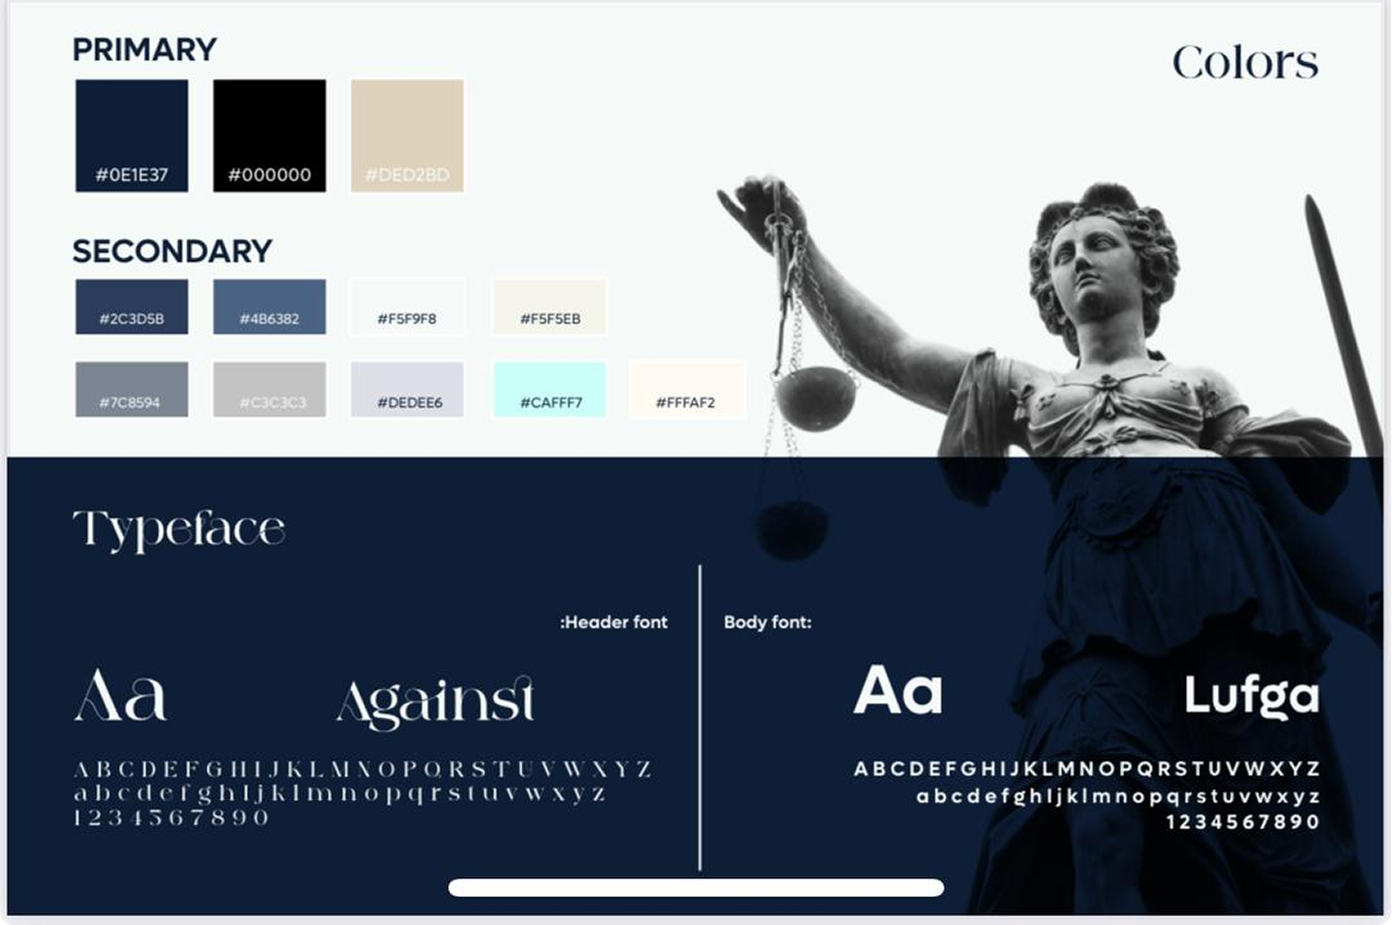 PRIMARY
Colors
#0E1E37
#000000
#DED2BD
SECONDARY
#2C3D5B
#4B6382
#F5F9F8
#F5F5EB
#7C8594
#C3C3C3
#DEDEE6
#CAFFF7
#FFFAF2
Typeface
:Header font
Aa
Against
A B C D E F G H I J K L M N O P Q R S T U V W X Y Z
a b c d e f g h I j k l m n o p q r s t u v w x y z
1 2 3 4 5 6 7 8 9 0
Body font:
Aa
Lufga
A B C D E F G H I J K L M N O P Q R S T U V W X Y Z
a b c d e f g h I j k l m n o p q r s t u v w x y z
1 2 3 4 5 6 7 8 9 0